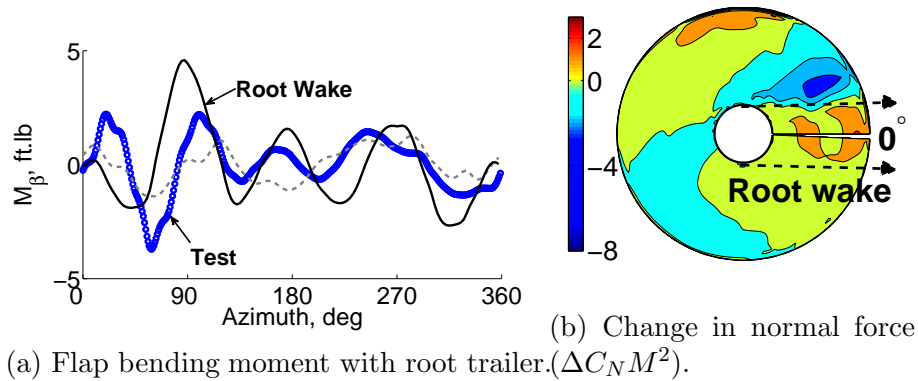 5
0
−5
M_β, ft.lb
Root Wake
Test
0 90 180 270 360
Azimuth, deg
(a) Flap bending moment with root trailer.
2
0
−4
−8
0°
Root wake
(b) Change in normal force
(ΔC_N M²).